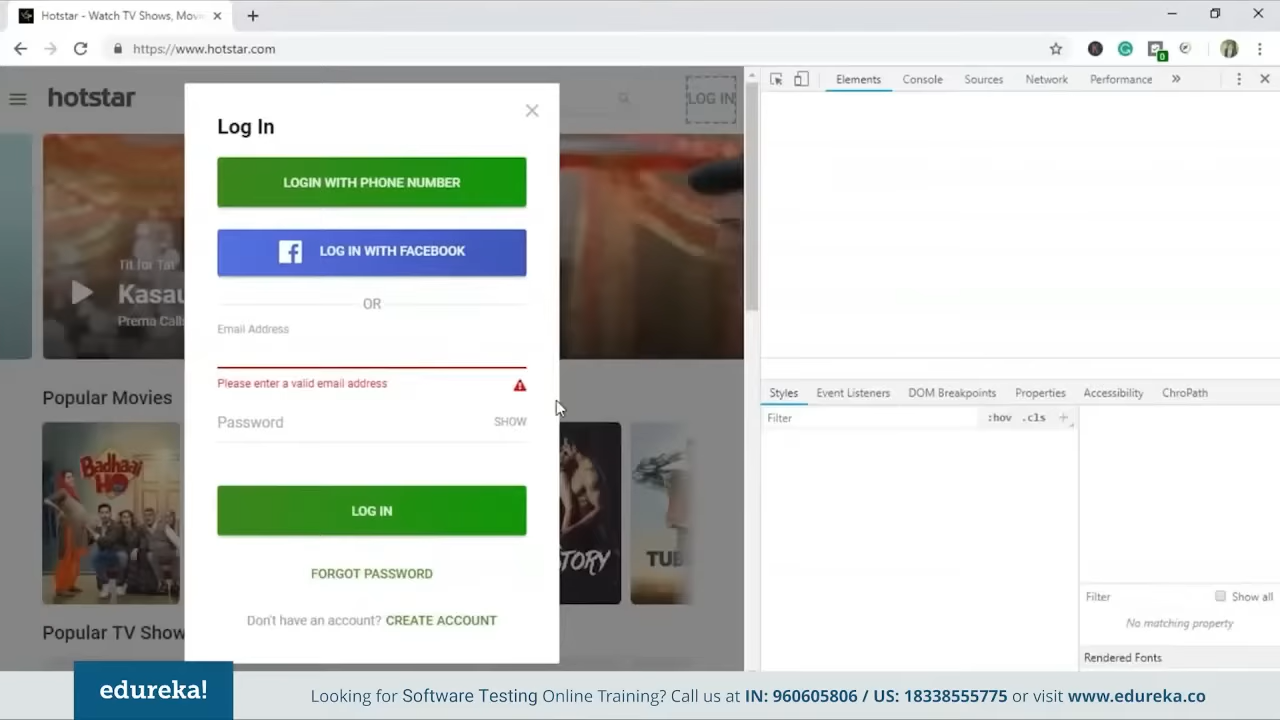 Hotstar - Watch TV Shows, Mov
https://www.hotstar.com
0
hotstar
LOG IN
Log In
LOGIN WITH PHONE NUMBER
LOG IN WITH FACEBOOK
OR
Email Address
Please enter a valid email address
Password
SHOW
LOG IN
FORGOT PASSWORD
Don't have an account? CREATE ACCOUNT
Tit for Tat
Kasau
Prerna Calls
Popular Movies
Badhaai
HO
STORY
TUB
Popular TV Show
Elements Console Sources Network Performance »
Styles Event Listeners DOM Breakpoints Properties Accessibility ChroPath
Filter :hov .cls +
Filter Show all
No matching property
Rendered Fonts
edureka!
Looking for Software Testing Online Training? Call us at IN: 960605806 / US: 18338555775 or visit www.edureka.co